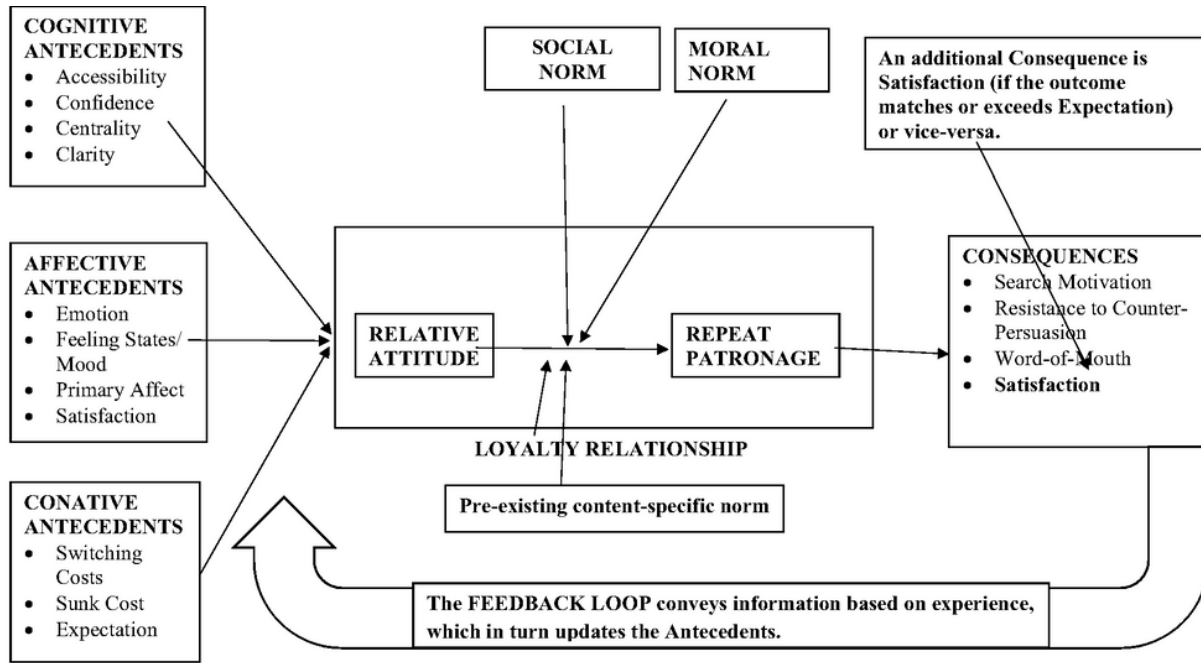 COGNITIVE
ANTECEDENTS
• Accessibility
• Confidence
• Centrality
• Clarity
SOCIAL
NORM
MORAL
NORM
An additional Consequence is
Satisfaction (if the outcome
matches or exceeds Expectation)
or vice-versa.
AFFECTIVE
ANTECEDENTS
• Emotion
• Feeling States/
Mood
• Primary Affect
• Satisfaction
RELATIVE
ATTITUDE
REPEAT
PATRONAGE
CONSEQUENCES
• Search Motivation
• Resistance to Counter-
Persuasion
• Word-of-Mouth
• Satisfaction
LOYALTY RELATIONSHIP
Pre-existing content-specific norm
CONATIVE
ANTECEDENTS
• Switching
Costs
• Sunk Cost
• Expectation
The FEEDBACK LOOP conveys information based on experience,
which in turn updates the Antecedents.